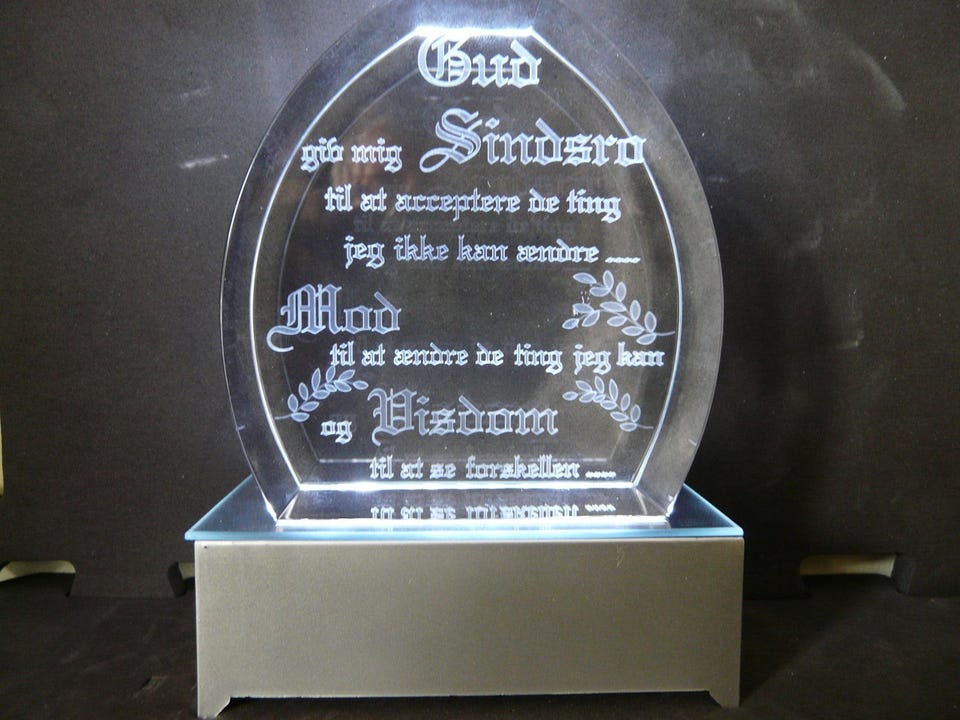 Gud
giv mig Sindsro
til at acceptere de ting
jeg ikke kan ændre ....
Mod
til at ændre de ting jeg kan
og Visdom
til at se forskellen ....